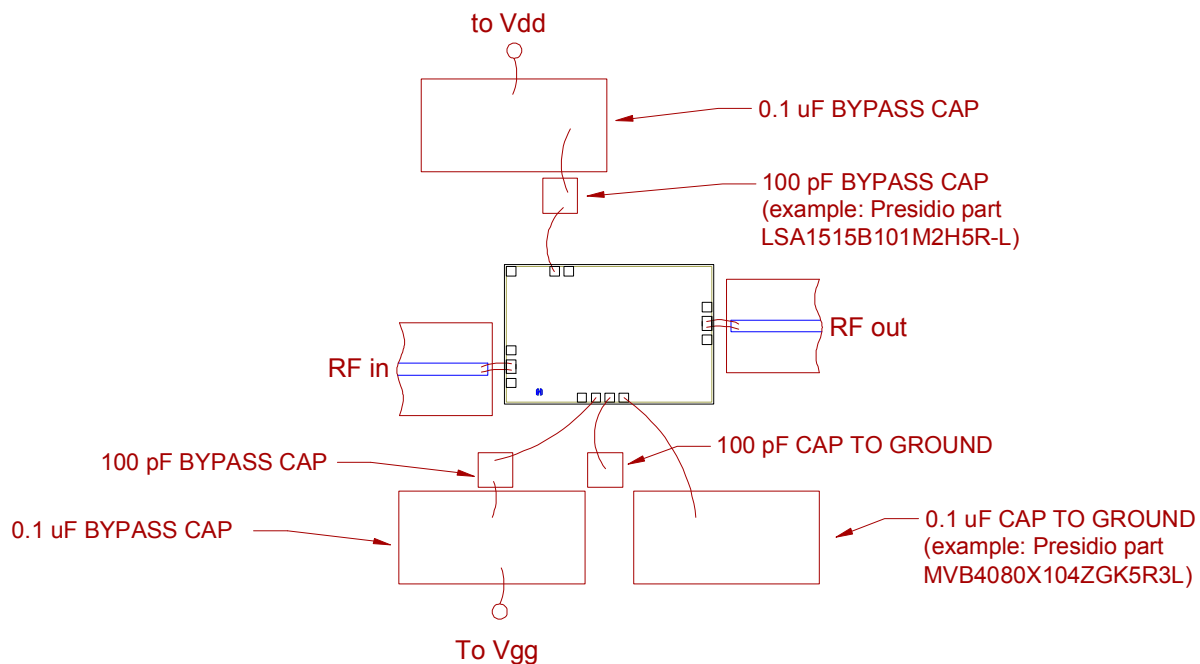 to Vdd
0.1 uF BYPASS CAP
100 pF BYPASS CAP
(example: Presidio part
LSA1515B101M2H5R-L)
RF out
RF in
100 pF CAP TO GROUND
100 pF BYPASS CAP
0.1 uF BYPASS CAP
0.1 uF CAP TO GROUND
(example: Presidio part
MVB4080X104ZGK5R3L)
To Vgg